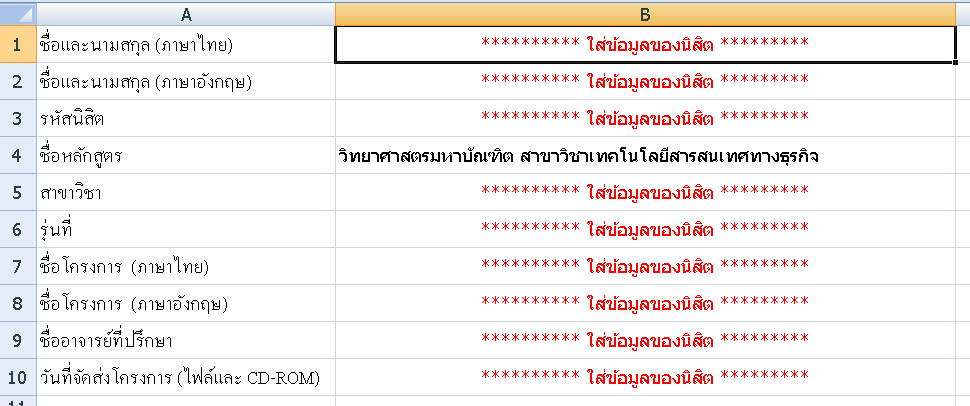 A B
1 ชื่อและนามสกุล (ภาษาไทย) ********** ใส่ข้อมูลของนิสิต *********
2 ชื่อและนามสกุล (ภาษาอังกฤษ) ********** ใส่ข้อมูลของนิสิต *********
3 รหัสนิสิต ********** ใส่ข้อมูลของนิสิต *********
4 ชื่อหลักสูตร วิทยาศาสตรมหาบัณฑิต สาขาวิชาเทคโนโลยีสารสนเทศทางธุรกิจ
5 สาขาวิชา ********** ใส่ข้อมูลของนิสิต *********
6 รุ่นที่ ********** ใส่ข้อมูลของนิสิต *********
7 ชื่อโครงการ (ภาษาไทย) ********** ใส่ข้อมูลของนิสิต *********
8 ชื่อโครงการ (ภาษาอังกฤษ) ********** ใส่ข้อมูลของนิสิต *********
9 ชื่ออาจารย์ที่ปรึกษา ********** ใส่ข้อมูลของนิสิต *********
10 วันที่จัดส่งโครงการ (ไฟล์และ CD-ROM) ********** ใส่ข้อมูลของนิสิต *********